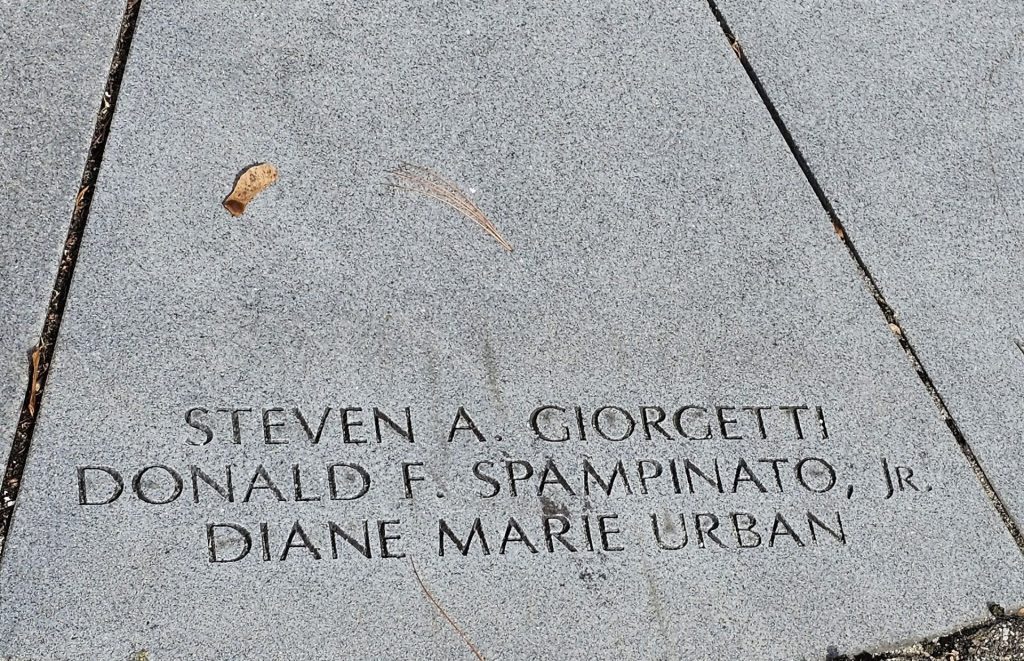 STEVEN A. GIORGETTI
DONALD F. SPAMPINATO, JR.
DIANE MARIE URBAN